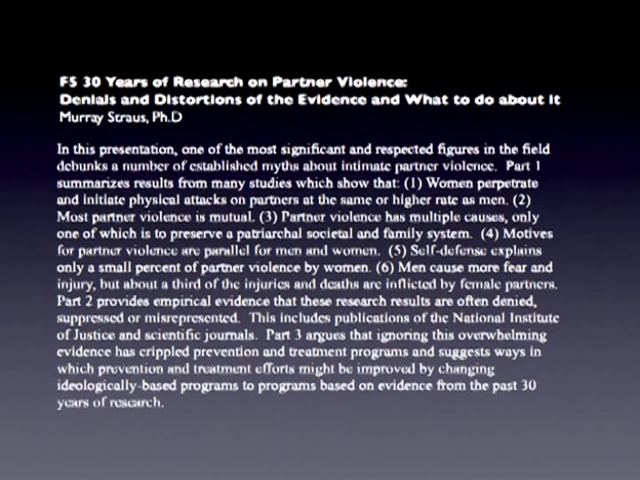 F5 30 Years of Research on Partner Violence:
Denials and Distortions of the Evidence and What to do about it
Murray Straus, Ph.D
In this presentation, one of the most significant and respected figures in the field
debunks a number of established myths about intimate partner violence. Part 1
summarizes results from many studies which show that: (1) Women perpetrate
and initiate physical attacks on partners at the same or higher rate as men. (2)
Most partner violence is mutual. (3) Partner violence has multiple causes, only
one of which is to preserve a patriarchal societal and family system. (4) Motives
for partner violence are parallel for men and women. (5) Self-defense explains
only a small percent of partner violence by women. (6) Men cause more fear and
injury, but about a third of the injuries and deaths are inflicted by female partners.
Part 2 provides empirical evidence that these research results are often denied,
suppressed or misrepresented. This includes publications of the National Institute
of Justice and scientific journals. Part 3 argues that ignoring this overwhelming
evidence has crippled prevention and treatment programs and suggests ways in
which prevention and treatment efforts might be improved by changing
ideologically-based programs to programs based on evidence from the past 30
years of research.